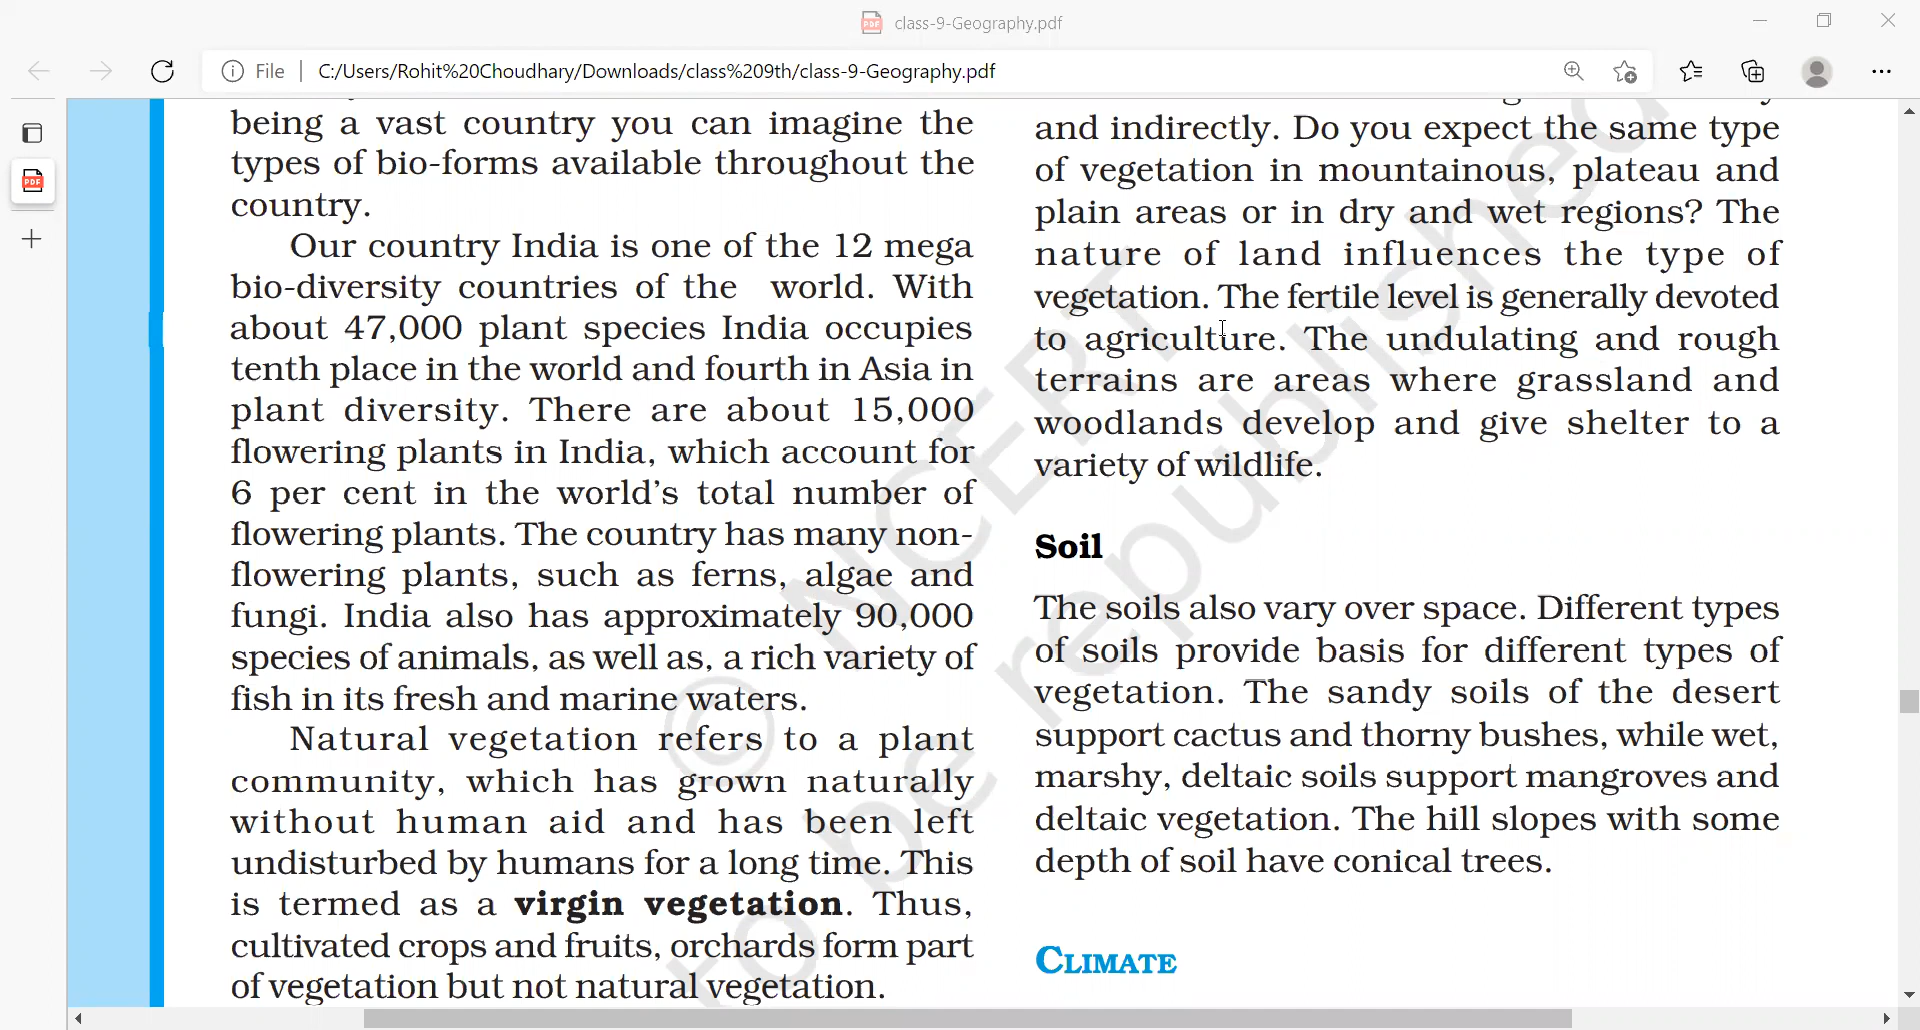 class-9-Geography.pdf
File
C:/Users/Rohit%20Choudhary/Downloads/class%209th/class-9-Geography.pdf
being a vast country you can imagine the
types of bio-forms available throughout the
country.
Our country India is one of the 12 mega
bio-diversity countries of the world. With
about 47,000 plant species India occupies
tenth place in the world and fourth in Asia in
plant diversity. There are about 15,000
flowering plants in India, which account for
6 per cent in the world's total number of
flowering plants. The country has many non-
flowering plants, such as ferns, algae and
fungi. India also has approximately 90,000
species of animals, as well as, a rich variety of
fish in its fresh and marine waters.
Natural vegetation refers to a plant
community, which has grown naturally
without human aid and has been left
undisturbed by humans for a long time. This
is termed as a virgin vegetation. Thus,
cultivated crops and fruits, orchards form part
of vegetation but not natural vegetation.
and indirectly. Do you expect the same type
of vegetation in mountainous, plateau and
plain areas or in dry and wet regions? The
nature of land influences the type of
vegetation. The fertile level is generally devoted
to agriculture. The undulating and rough
terrains are areas where grassland and
woodlands develop and give shelter to a
variety of wildlife.
Soil
The soils also vary over space. Different types
of soils provide basis for different types of
vegetation. The sandy soils of the desert
support cactus and thorny bushes, while wet,
marshy, deltaic soils support mangroves and
deltaic vegetation. The hill slopes with some
depth of soil have conical trees.
CLIMATE
© NCERT
to be republished